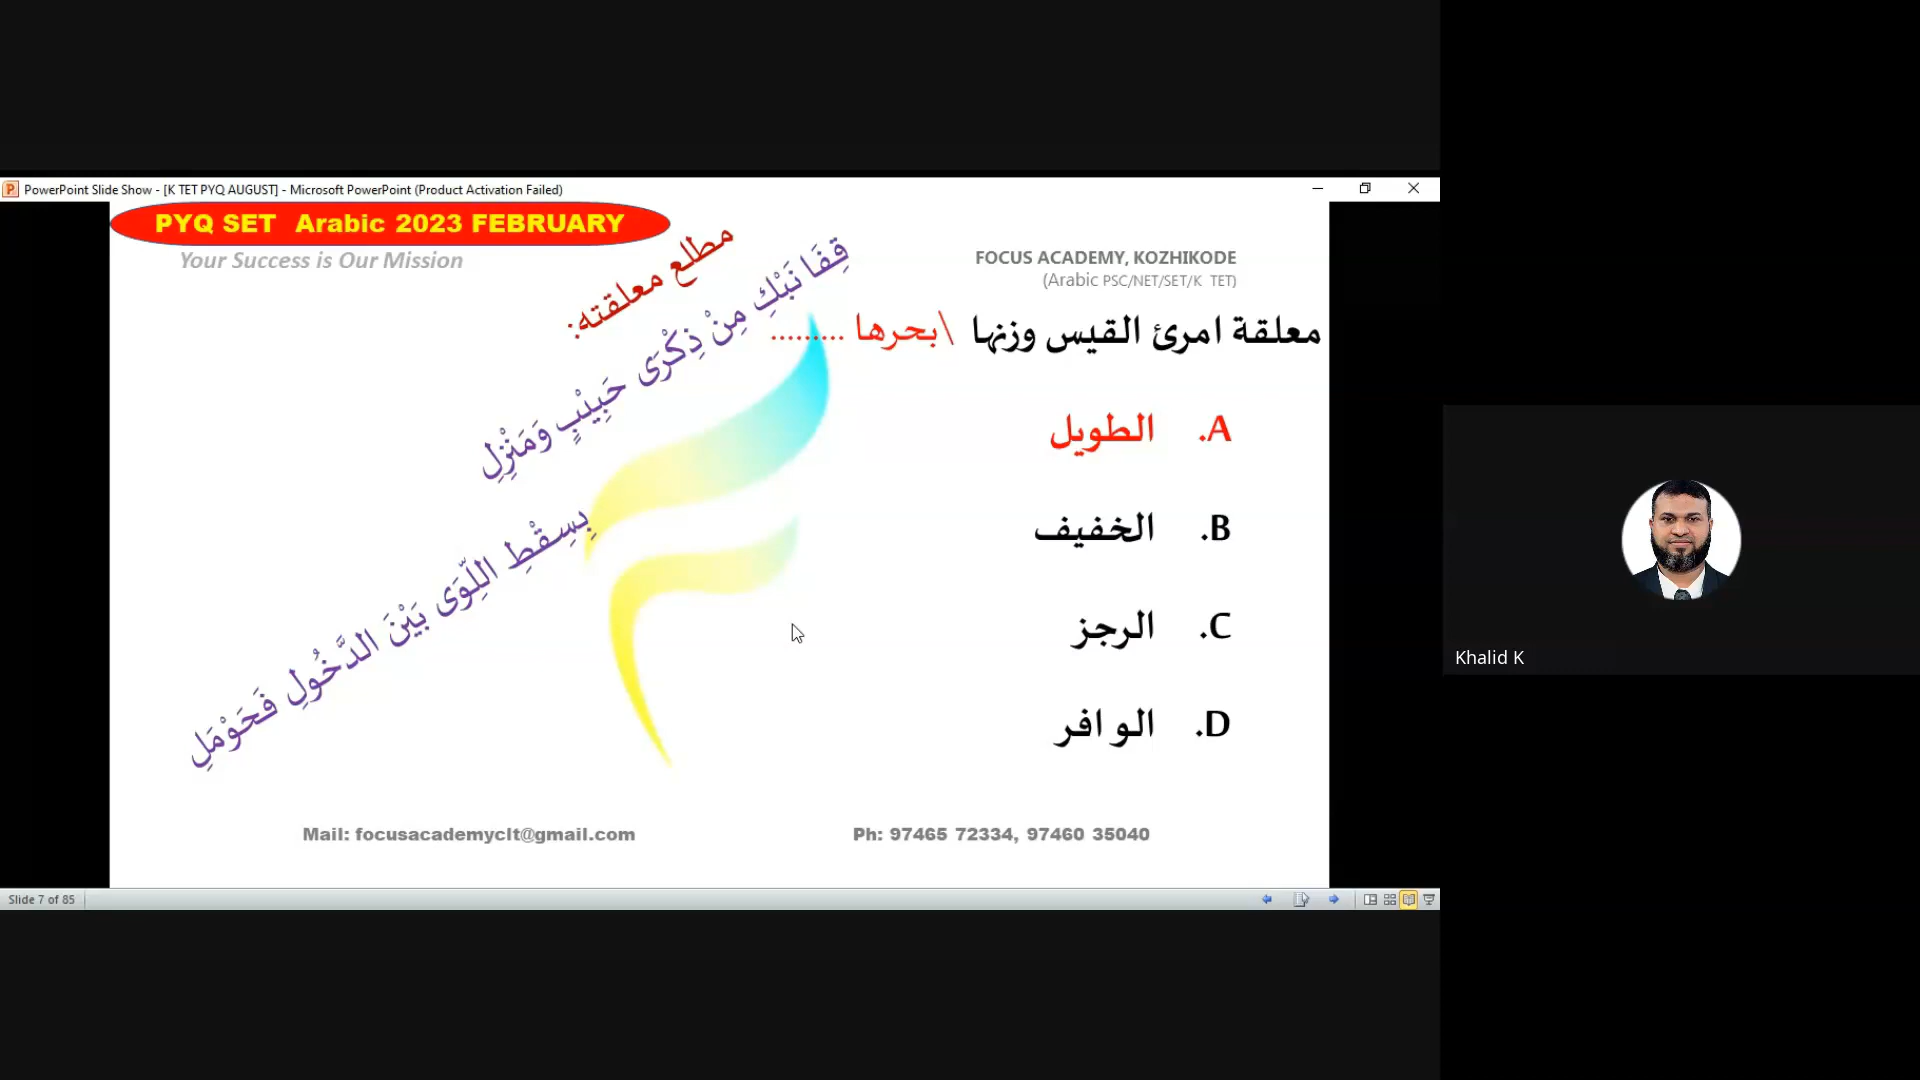 PowerPoint Slide Show - [K TET PYQ AUGUST] - Microsoft PowerPoint (Product Activation Failed)
PYQ SET Arabic 2023 FEBRUARY
Your Success is Our Mission
FOCUS ACADEMY, KOZHIKODE
(Arabic PSC/NET/SET/K TET)
معلقة امرئ القيس وزنها \بحرها .........
مطلع معلقته:
قِفَا نَبْكِ مِنْ ذِكْرَى حَبِيْبٍ وَمَنْزِلِ
بِسِقْطِ اللِّوَى بَيْنَ الدَّخُولِ فَحَوْمَلِ
A. الطويل
B. الخفيف
C. الرجز
D. الوافر
Mail: focusacademyclt@gmail.com
Ph: 97465 72334, 97460 35040
Slide 7 of 85
Khalid K